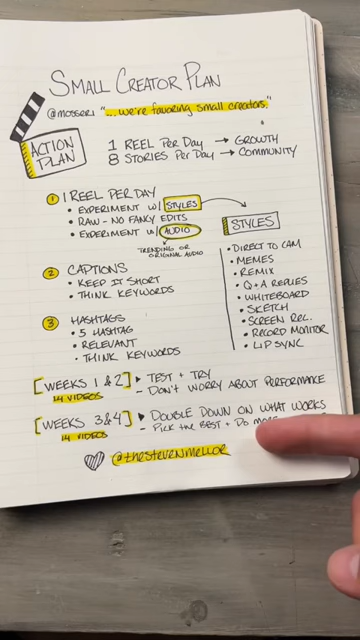 SMALL CREATOR PLAN
@mosseri "...we're favoring small creators."
ACTION PLAN
1 REEL PER DAY → GROWTH
8 STORIES PER DAY → COMMUNITY
① 1 REEL PER DAY
• EXPERIMENT W/ STYLES
• RAW - NO FANCY EDITS
• EXPERIMENT W/ AUDIO
TRENDING OR
ORIGINAL AUDIO
② CAPTIONS
• KEEP IT SHORT
• THINK KEYWORDS
③ HASHTAGS
• 5 HASHTAG
• RELEVANT
• THINK KEYWORDS
STYLES
• DIRECT TO CAM
• MEMES
• REMIX
• Q+A REPLIES
• WHITEBOARD
• SKETCH
• SCREEN REC.
• RECORD MONITOR
• LIP SYNC
[WEEKS 1 & 2] ▸ TEST + TRY
14 VIDEOS - DON'T WORRY ABOUT PERFORMANCE
[WEEKS 3 & 4] ▸ DOUBLE DOWN ON WHAT WORKS
14 VIDEOS - PICK THE BEST + DO MORE
♡ @THESTEVENMELLOR